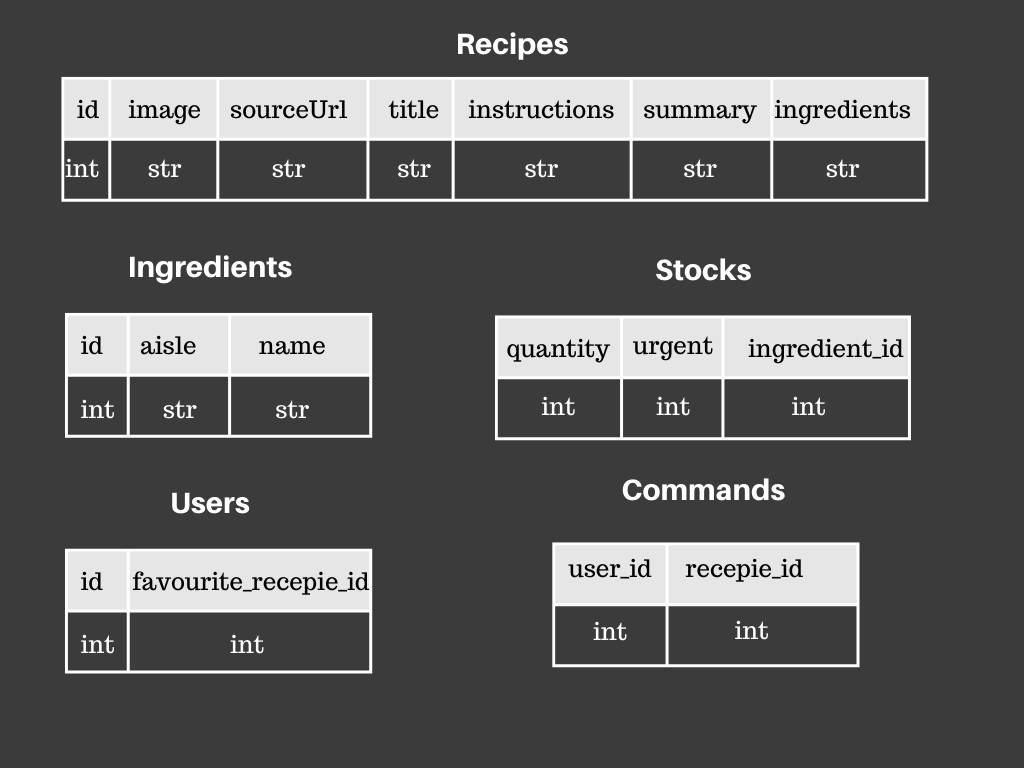 Recipes
id image sourceUrl title instructions summary ingredients
int str str str str str str
Ingredients
id aisle name
int str str
Stocks
quantity urgent ingredient_id
int int int
Users
id favourite_recepie_id
int int
Commands
user_id recepie_id
int int